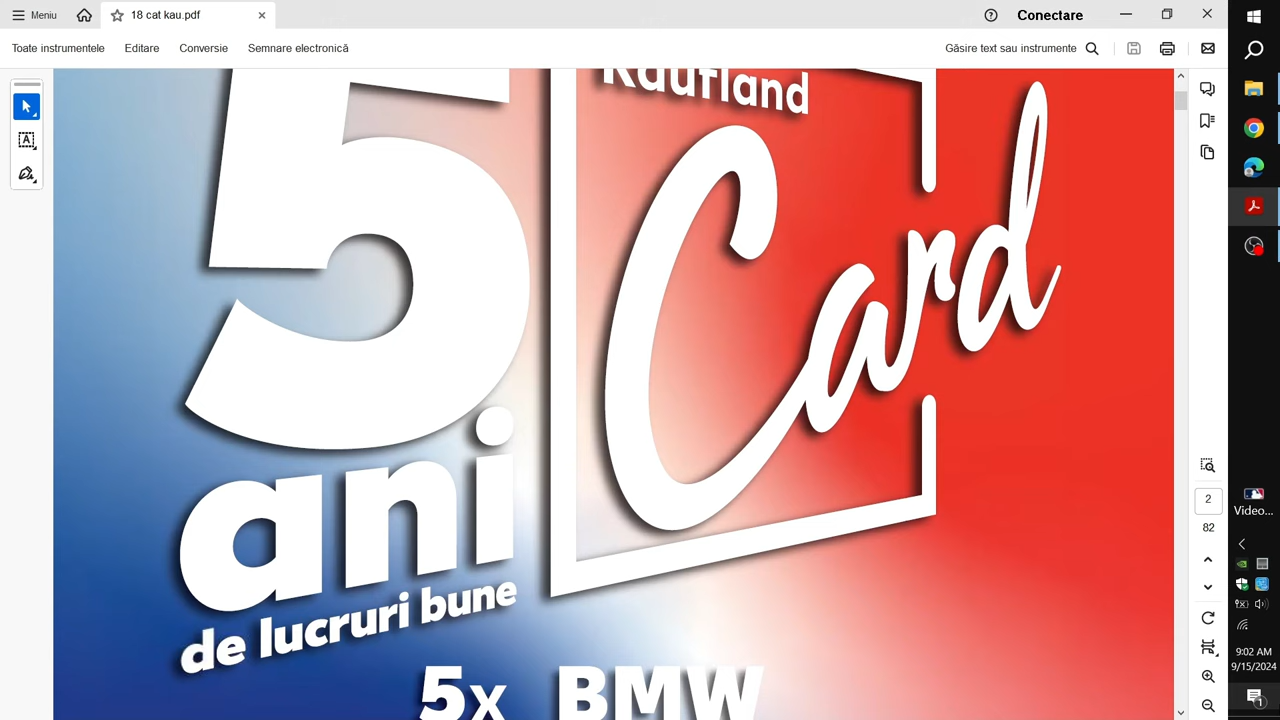 Meniu
18 cat kau.pdf
Conectare
Toate instrumentele
Editare
Conversie
Semnare electronică
Găsire text sau instrumente
Kaufland
Card
5
ani
de lucruri bune
5x BMW
2
82
Video...
9:02 AM
9/15/2024
1